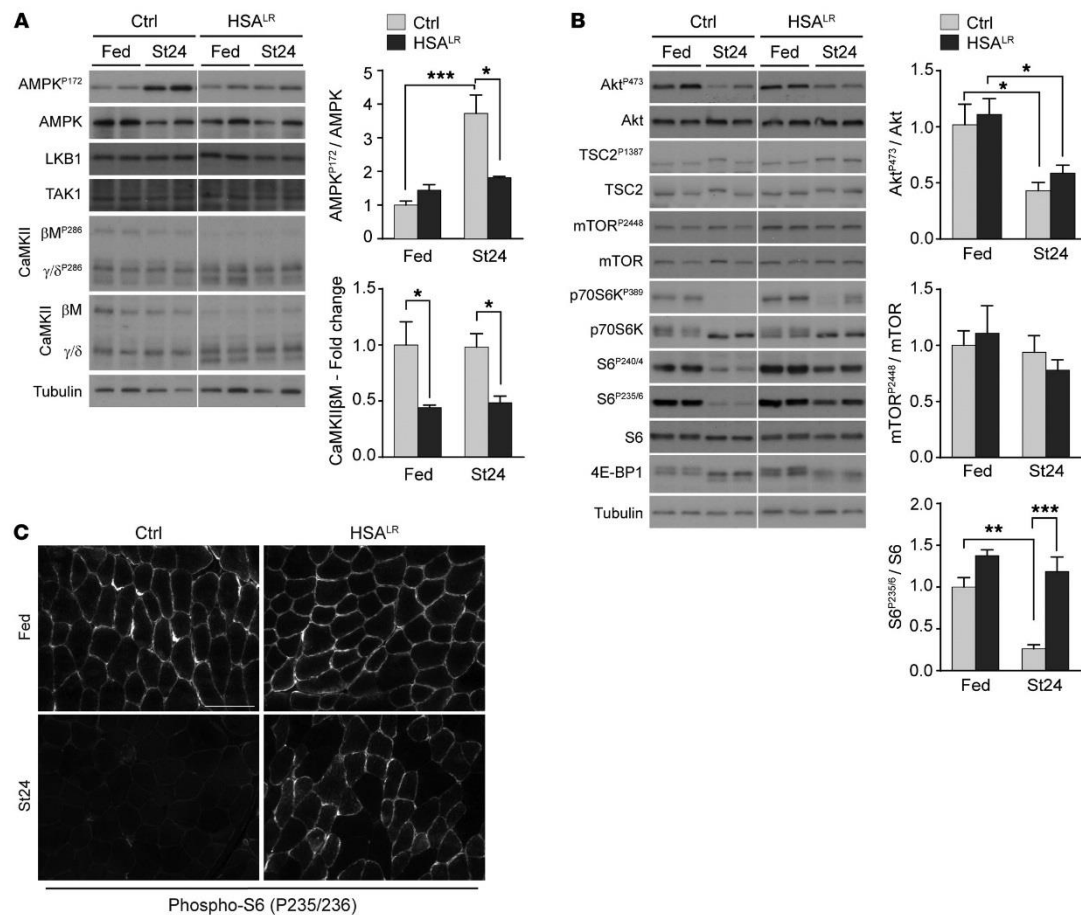 A
Ctrl HSA^LR
Fed St24 Fed St24
AMPK^P172
AMPK
LKB1
TAK1
CaMKII
βM^P286
γ/δ^P286
CaMKII
βM
γ/δ
Tubulin
Ctrl
HSA^LR
AMPK^P172 / AMPK
5
4
3
2
1
0
*** *
Fed St24
CaMKIIβM - Fold change
1.5
1.0
0.5
0.0
* *
Fed St24
B
Ctrl HSA^LR
Fed St24 Fed St24
Akt^P473
Akt
TSC2^P1387
TSC2
mTOR^P2448
mTOR
p70S6K^P389
p70S6K
S6^P240/4
S6^P235/6
S6
4E-BP1
Tubulin
Ctrl
HSA^LR
Akt^P473 / Akt
1.5
1.0
0.5
0.0
*
*
Fed St24
mTOR^P2448 / mTOR
1.5
1.0
0.5
0.0
Fed St24
S6^P235/6 / S6
2.0
1.5
1.0
0.5
0.0
** ***
Fed St24
C
Ctrl HSA^LR
Fed
St24
Phospho-S6 (P235/236)